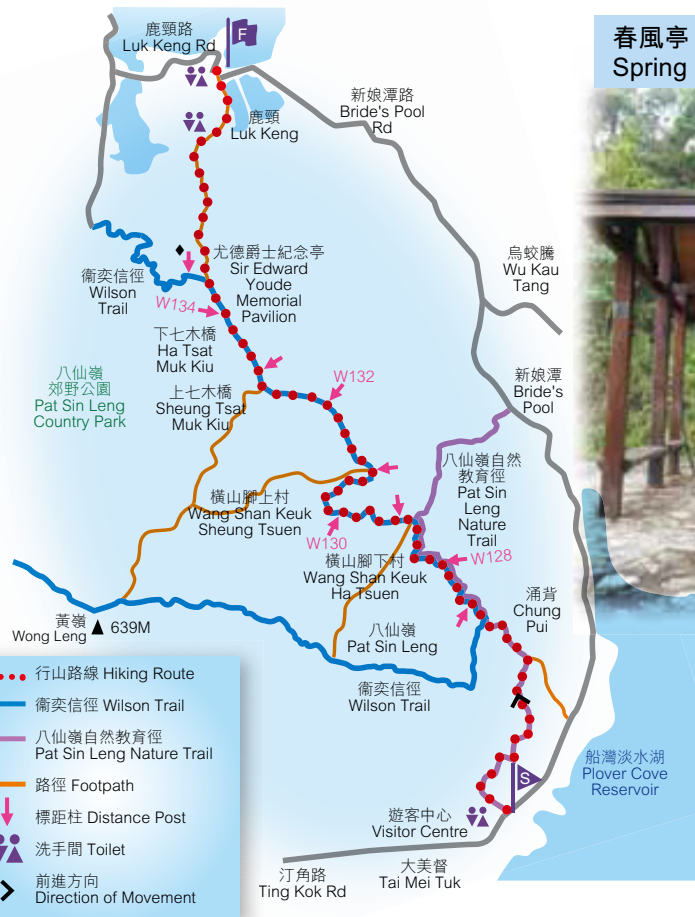 鹿頸路
Luk Keng Rd
F
春風亭
Spring
鹿頸
Luk Keng
新娘潭路
Bride's Pool
Rd
烏蛟騰
Wu Kau
Tang
尤德爵士紀念亭
Sir Edward
Youde
Memorial
Pavilion
衞奕信徑
Wilson
Trail
W134
下七木橋
Ha Tsat
Muk Kiu
W132
新娘潭
Bride's
Pool
八仙嶺
郊野公園
Pat Sin Leng
Country Park
上七木橋
Sheung Tsat
Muk Kiu
八仙嶺自然
教育徑
Pat Sin
Leng
Nature
Trail
橫山腳上村
Wang Shan Keuk
Sheung Tsuen
W130
W128
橫山腳下村
Wang Shan Keuk
Ha Tsuen
涌背
Chung
Pui
黃嶺
Wong Leng
639M
八仙嶺
Pat Sin Leng
衞奕信徑
Wilson Trail
船灣淡水湖
Plover Cove
Reservoir
S
遊客中心
Visitor Centre
汀角路
Ting Kok Rd
大美督
Tai Mei Tuk
行山路線 Hiking Route
衞奕信徑 Wilson Trail
八仙嶺自然教育徑
Pat Sin Leng Nature Trail
路徑 Footpath
標距柱 Distance Post
洗手間 Toilet
前進方向
Direction of Movement